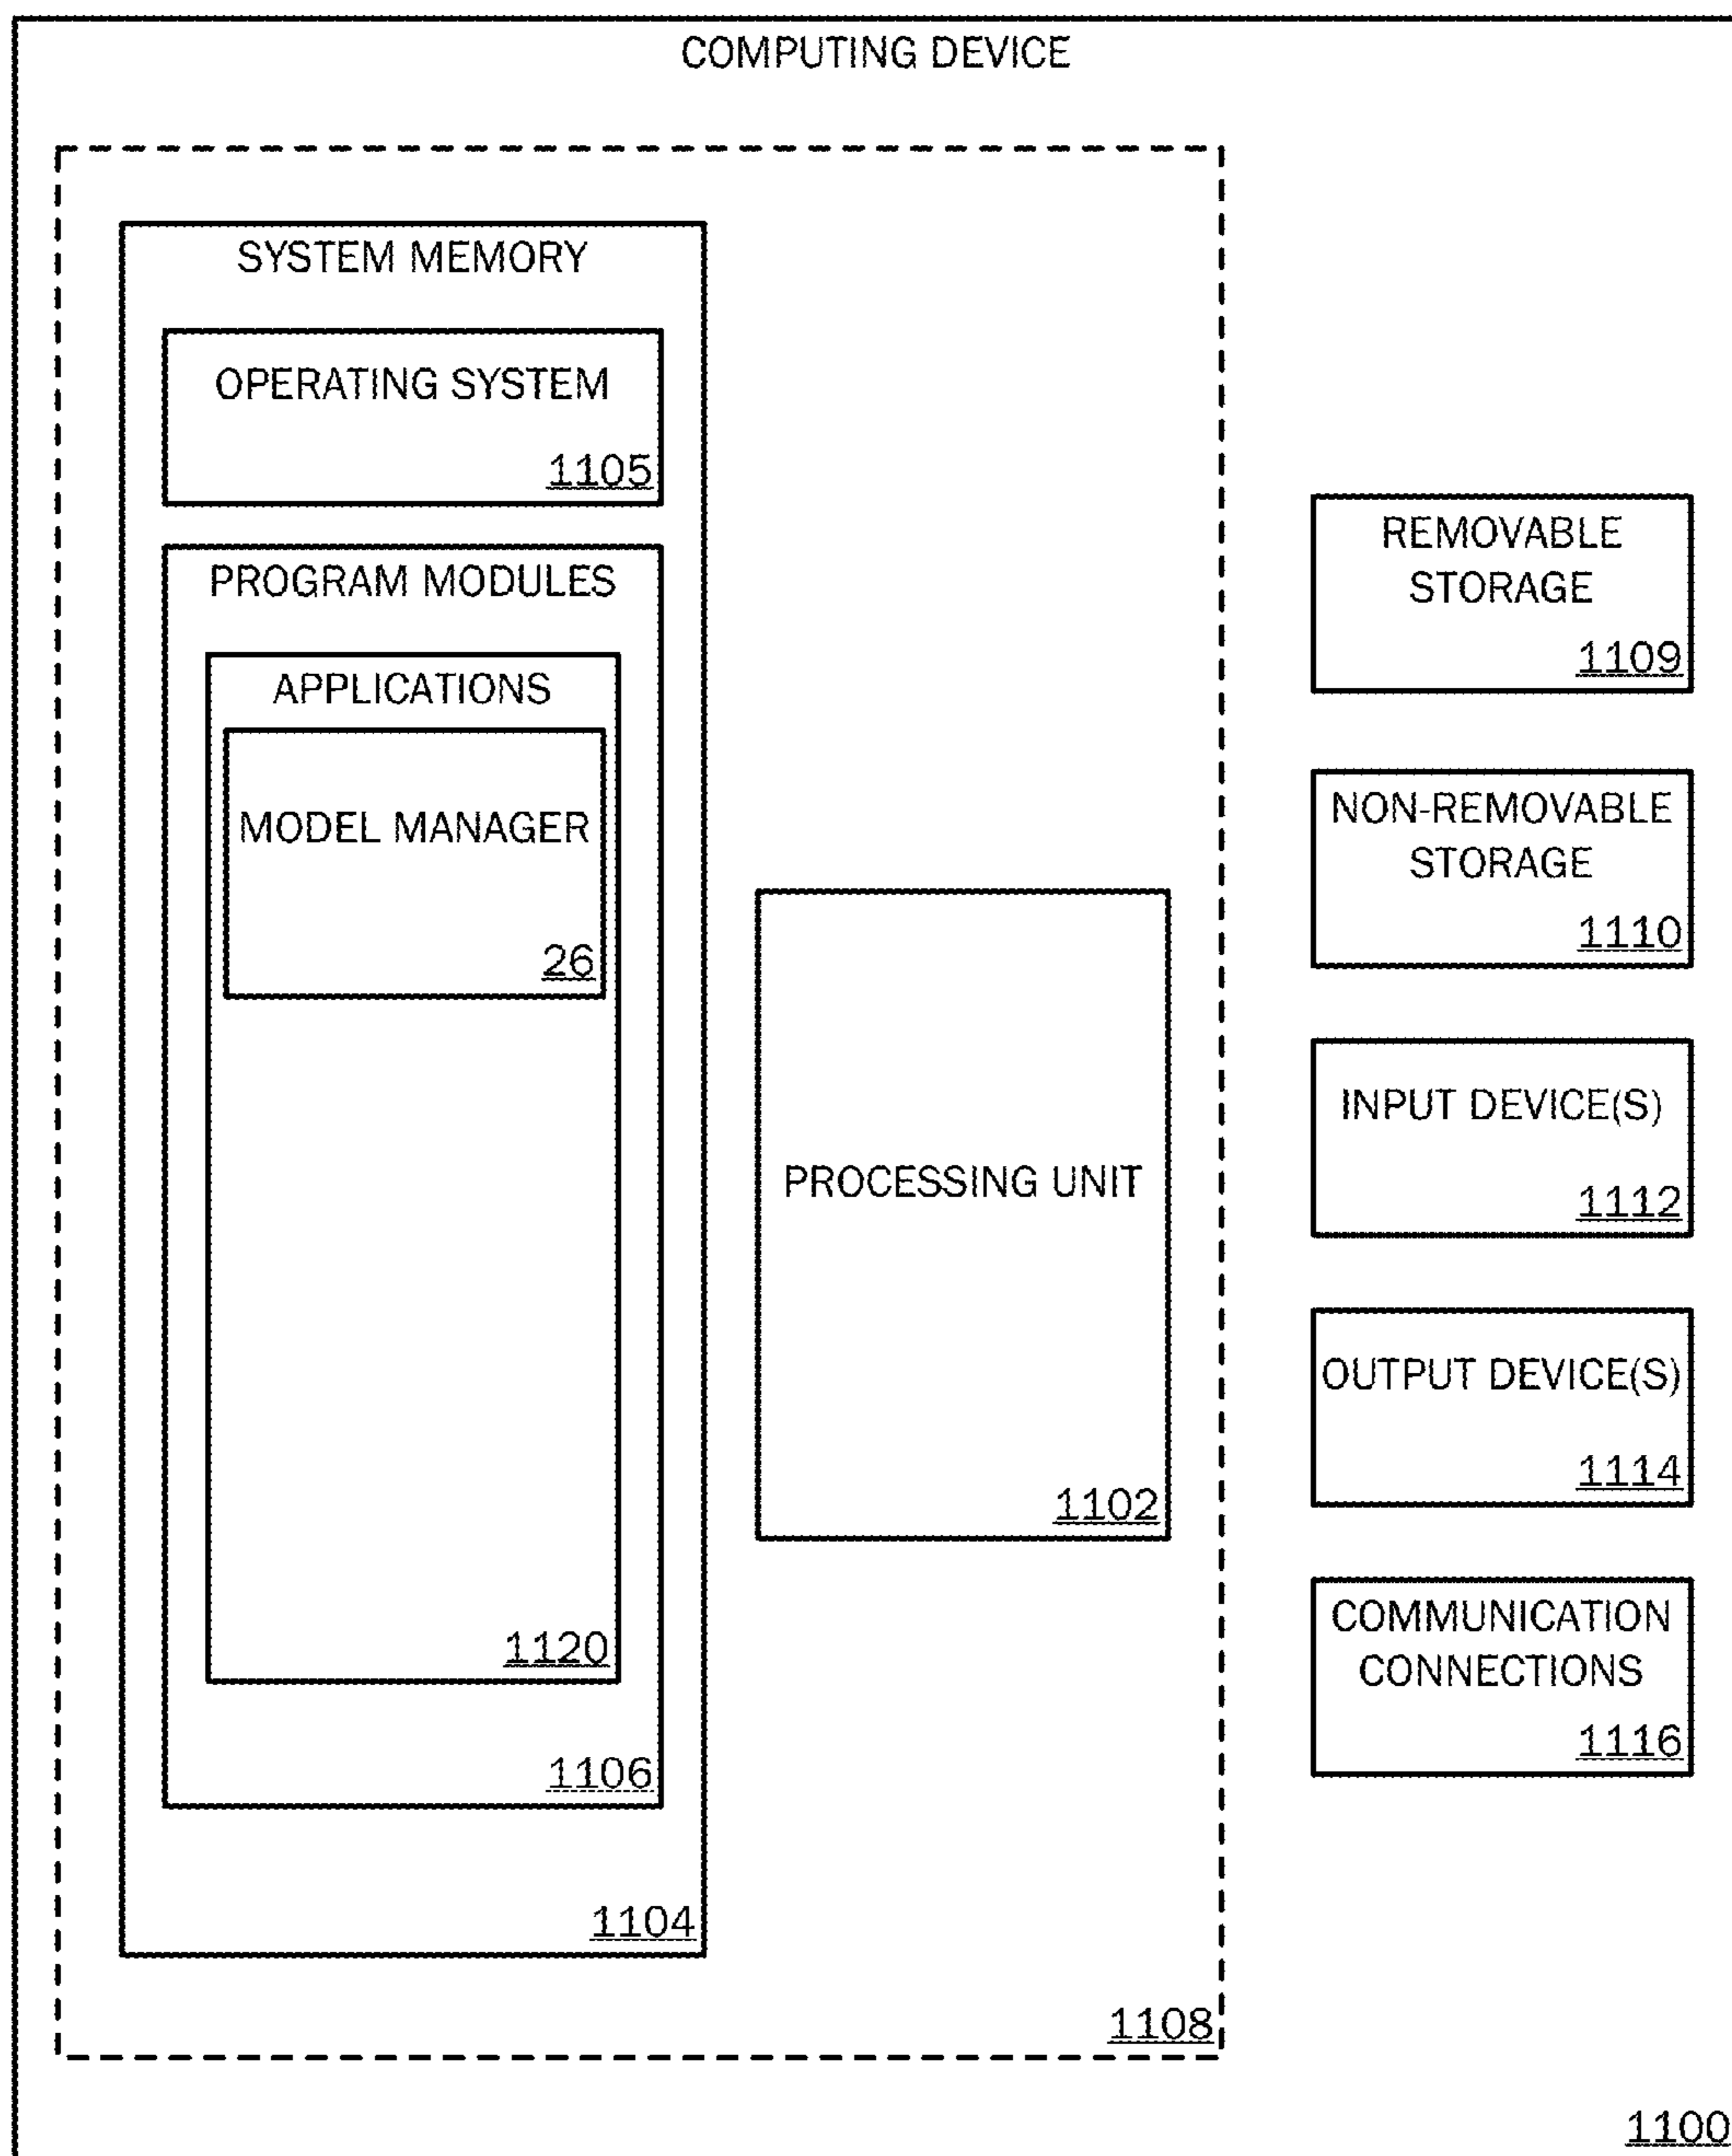 COMPUTING DEVICE
SYSTEM MEMORY
OPERATING SYSTEM
1105
PROGRAM MODULES
APPLICATIONS
MODEL MANAGER
26
1120
1106
1104
PROCESSING UNIT
1102
1108
REMOVABLE
STORAGE
1109
NON-REMOVABLE
STORAGE
1110
INPUT DEVICE(S)
1112
OUTPUT DEVICE(S)
1114
COMMUNICATION
CONNECTIONS
1116
1100